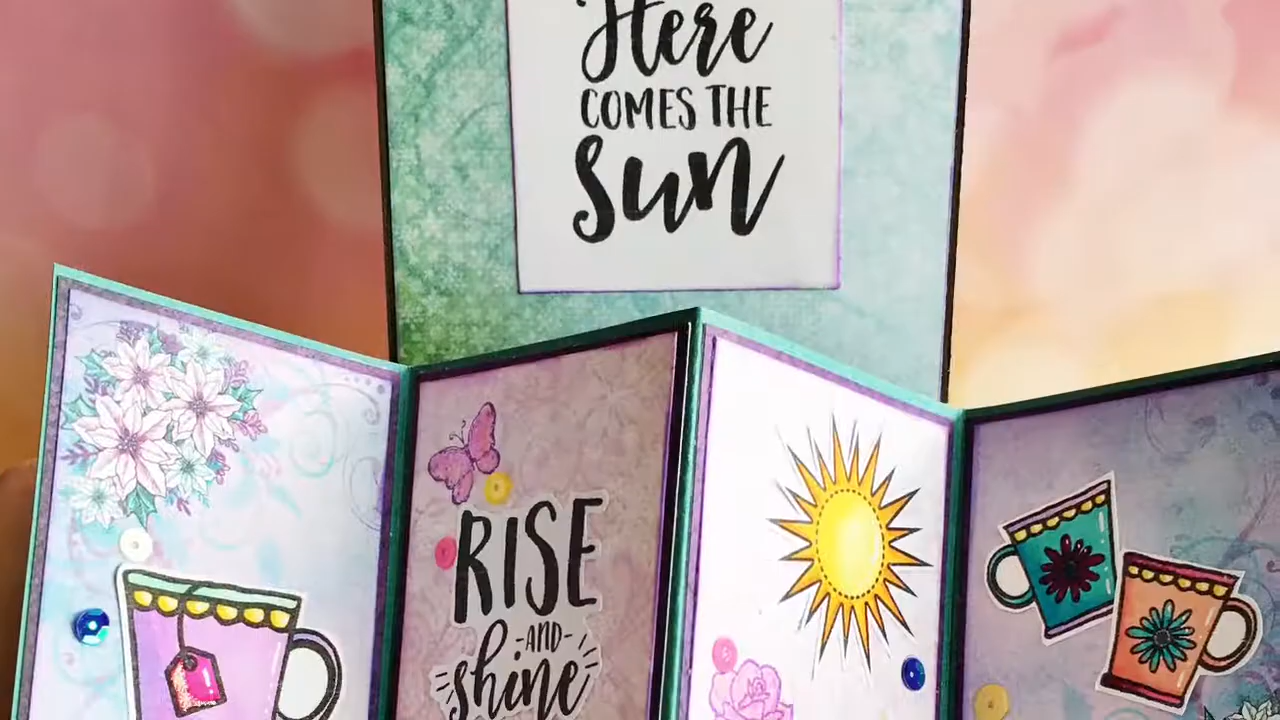 Here
COMES THE
Sun
RISE
-AND-
shine